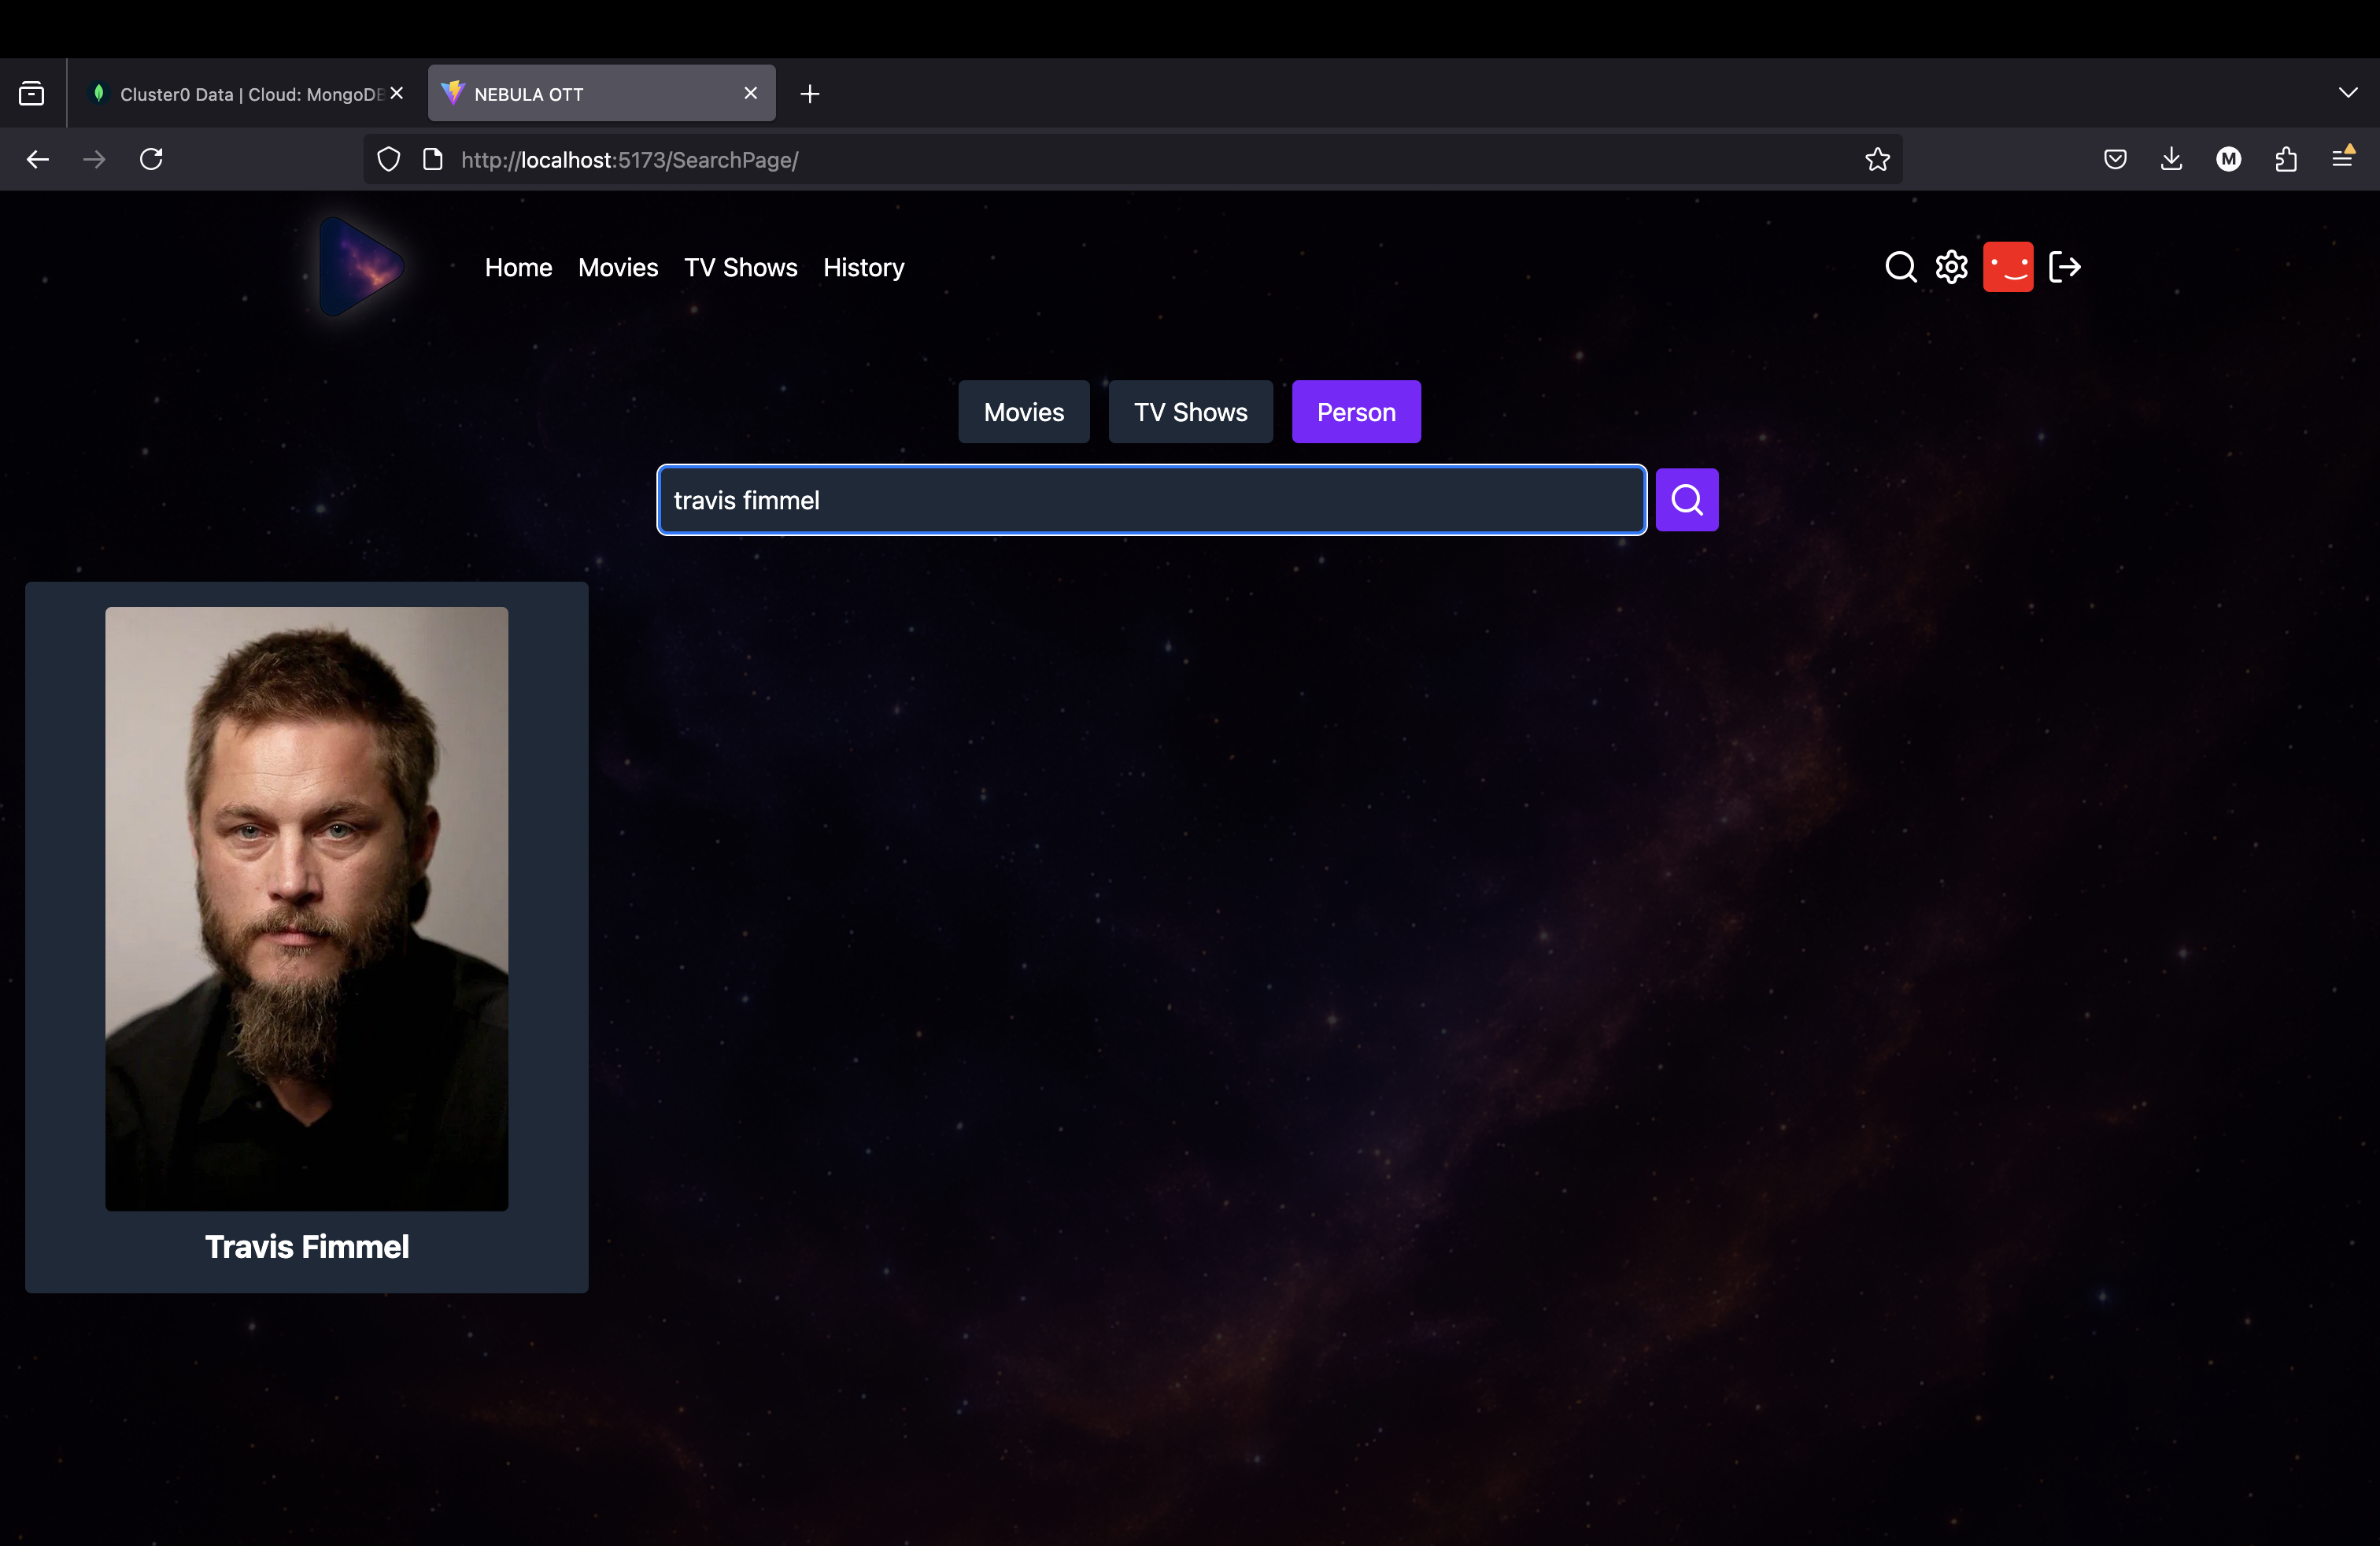 Cluster0 Data | Cloud: MongoDB
NEBULA OTT
http://localhost:5173/SearchPage/
M
Home Movies TV Shows History
Movies TV Shows Person
travis fimmel
Travis Fimmel